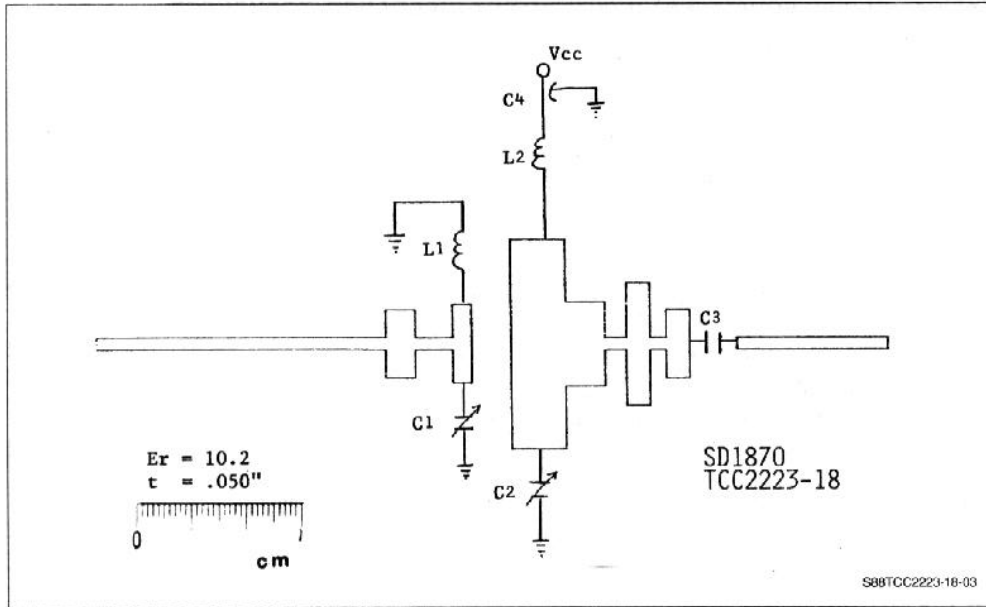 Vcc
C4
L2
L1
C3
C1
C2
Er = 10.2
t = .050"
0 1
cm
SD1870
TCC2223-18
S88TCC2223-18-03